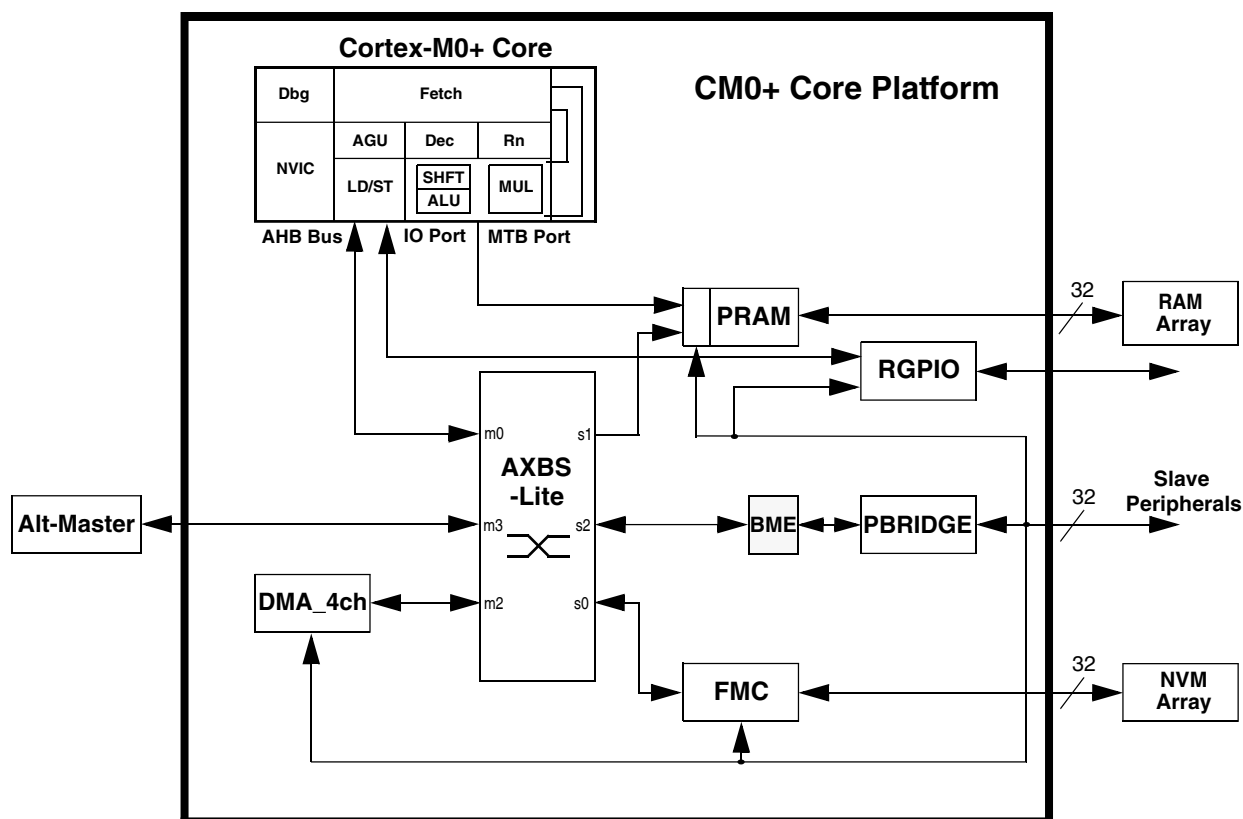 Cortex-M0+ Core
CM0+ Core Platform
Dbg
Fetch
AGU
Dec
Rn
NVIC
LD/ST
SHFT
ALU
MUL
AHB Bus
IO Port
MTB Port
PRAM
32
RAM
Array
RGPIO
m0
s1
AXBS
-Lite
Alt-Master
m3
s2
BME
PBRIDGE
32
Slave
Peripherals
DMA_4ch
m2
s0
FMC
32
NVM
Array